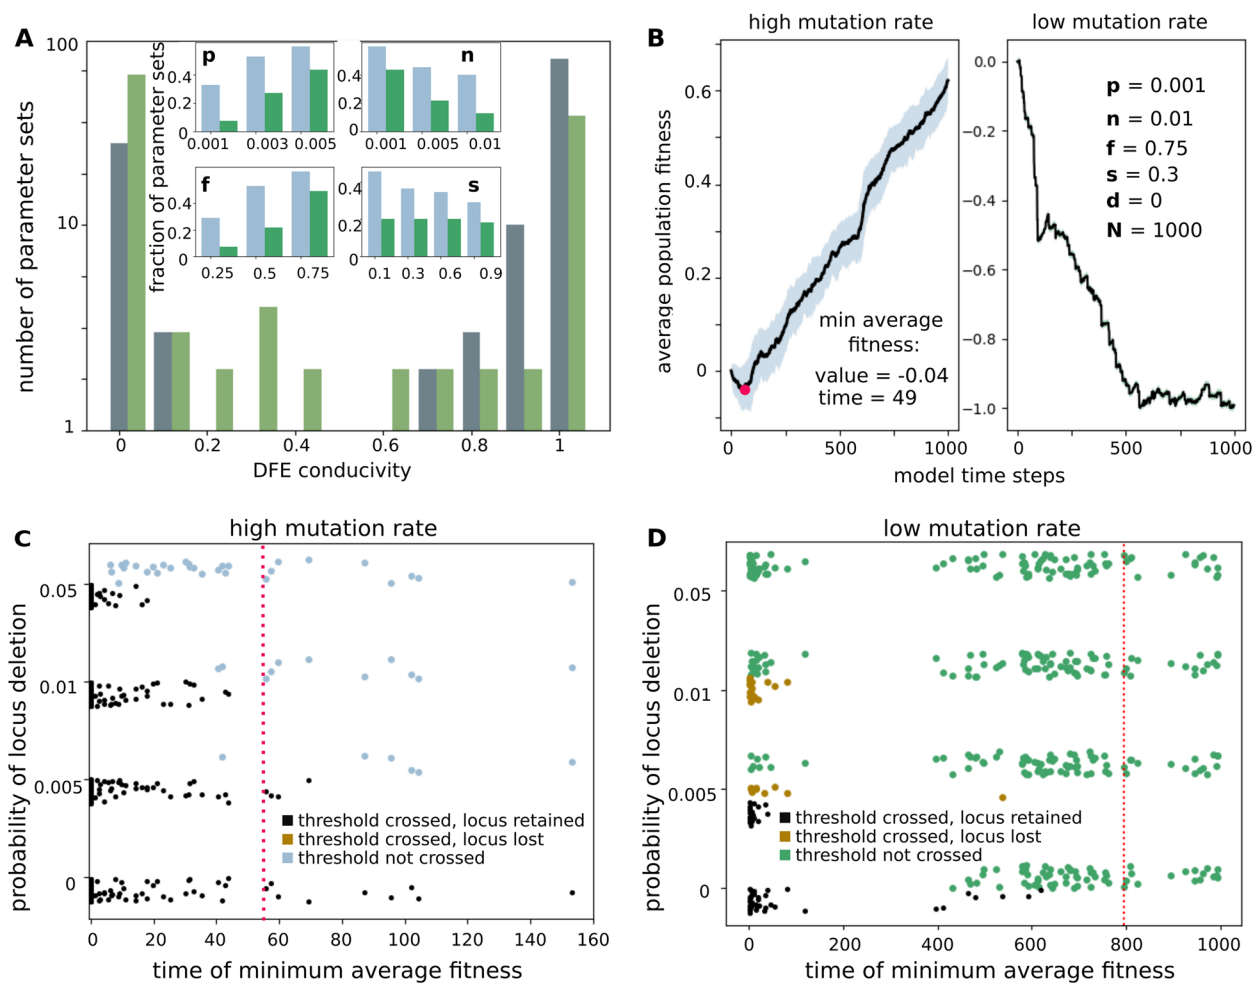 A
100
10
1
number of parameter sets
0
0.2
0.4
0.6
0.8
1
DFE conducivity
fraction of parameter sets
p
0.4
0.2
0
0.001
0.003
0.005
n
0.4
0.2
0
0.001
0.005
0.01
f
0.4
0.2
0
0.25
0.5
0.75
s
0.4
0.2
0
0.1
0.3
0.6
0.9
B
high mutation rate
average population fitness
0.6
0.4
0.2
0
min average
fitness:
value = -0.04
time = 49
0
500
1000
low mutation rate
0.0
−0.2
−0.4
−0.6
−0.8
−1.0
p = 0.001
n = 0.01
f = 0.75
s = 0.3
d = 0
N = 1000
0
500
1000
model time steps
C
high mutation rate
probability of locus deletion
0.05
0.01
0.005
0
threshold crossed, locus retained
threshold crossed, locus lost
threshold not crossed
0
20
40
60
80
100
120
140
160
time of minimum average fitness
D
low mutation rate
probability of locus deletion
0.05
0.01
0.005
0
threshold crossed, locus retained
threshold crossed, locus lost
threshold not crossed
0
200
400
600
800
1000
time of minimum average fitness